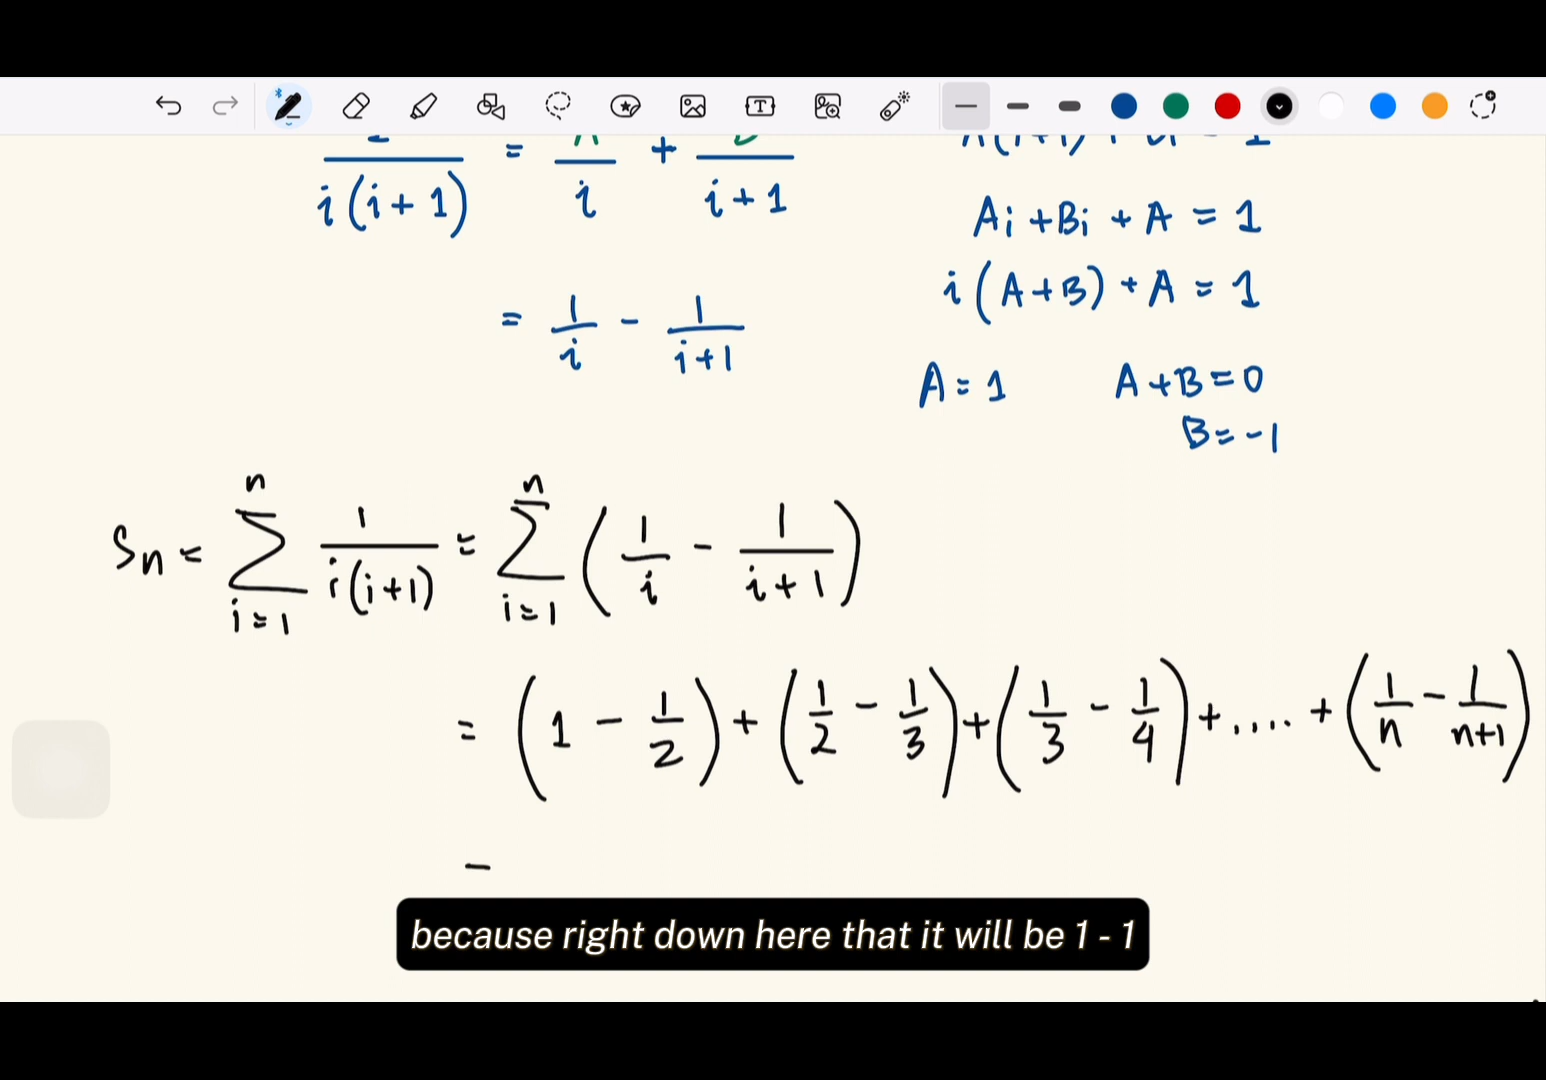 i(i+1) = i + i+1
Ai + Bi + A = 1
= 1/i - 1/i+1
i(A+B) + A = 1
A = 1 A+B = 0
B = -1
Sn = n∑i=1 1/i(i+1) = n∑i=1 (1/i - 1/i+1)
= (1 - 1/2) + (1/2 - 1/3) + (1/3 - 1/4) + .... + (1/n - 1/n+1)
-
because right down here that it will be 1 - 1